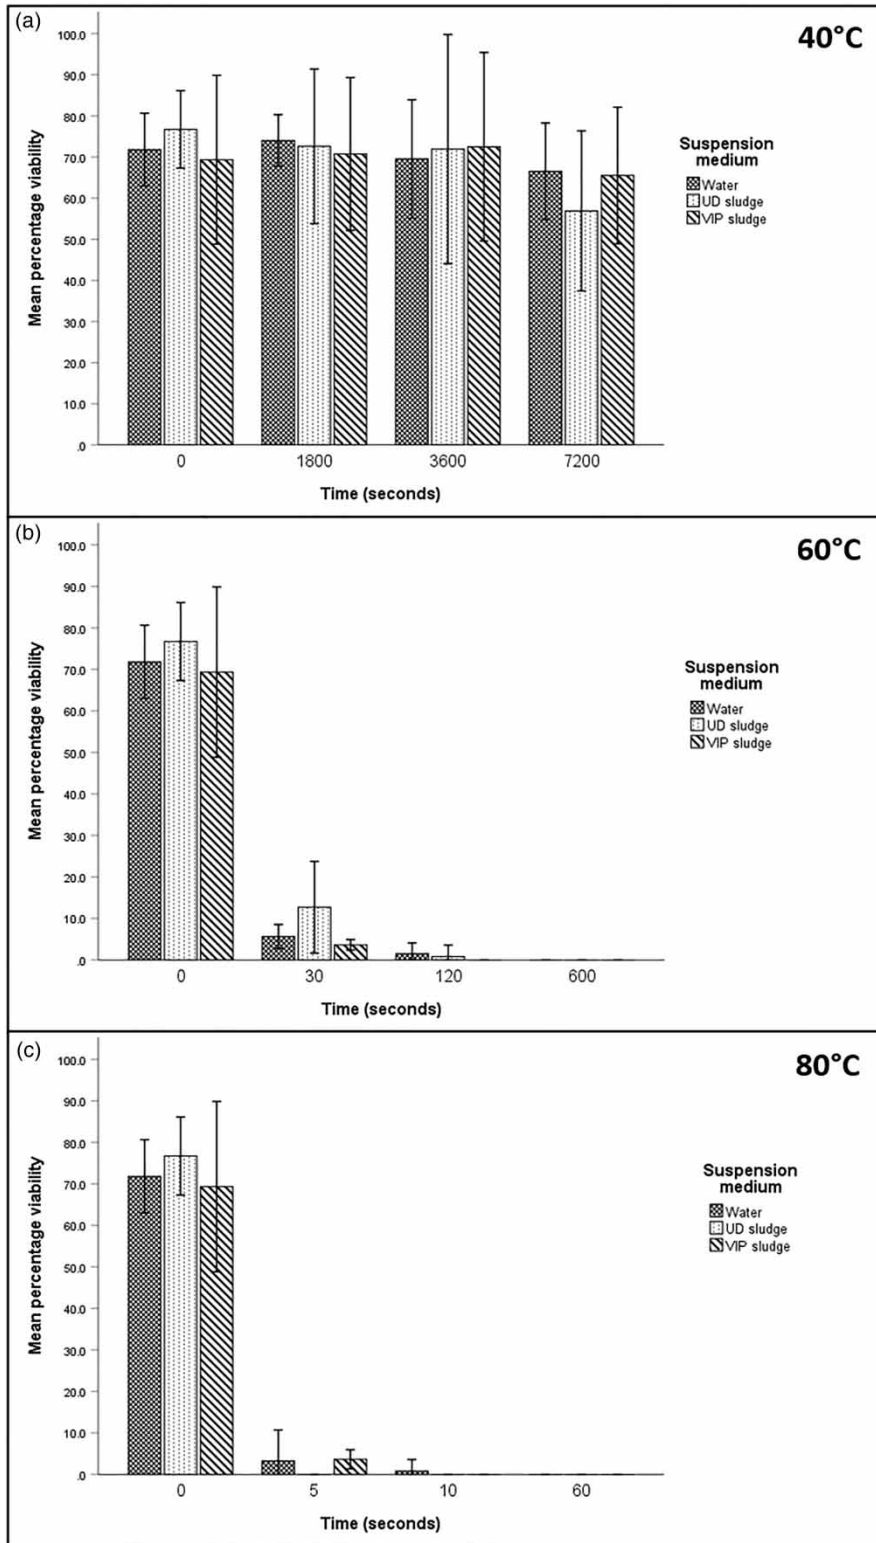 (a)
40°C
100.0
90.0
80.0
70.0
60.0
50.0
40.0
30.0
20.0
10.0
.0
Mean percentage viability
0 1800 3600 7200
Time (seconds)
Suspension
medium
Water
UD sludge
VIP sludge
(b)
60°C
100.0
90.0
80.0
70.0
60.0
50.0
40.0
30.0
20.0
10.0
.0
Mean percentage viability
0 30 120 600
Time (seconds)
Suspension
medium
Water
UD sludge
VIP sludge
(c)
80°C
100.0
90.0
80.0
70.0
60.0
50.0
40.0
30.0
20.0
10.0
.0
Mean percentage viability
0 5 10 60
Time (seconds)
Suspension
medium
Water
UD sludge
VIP sludge